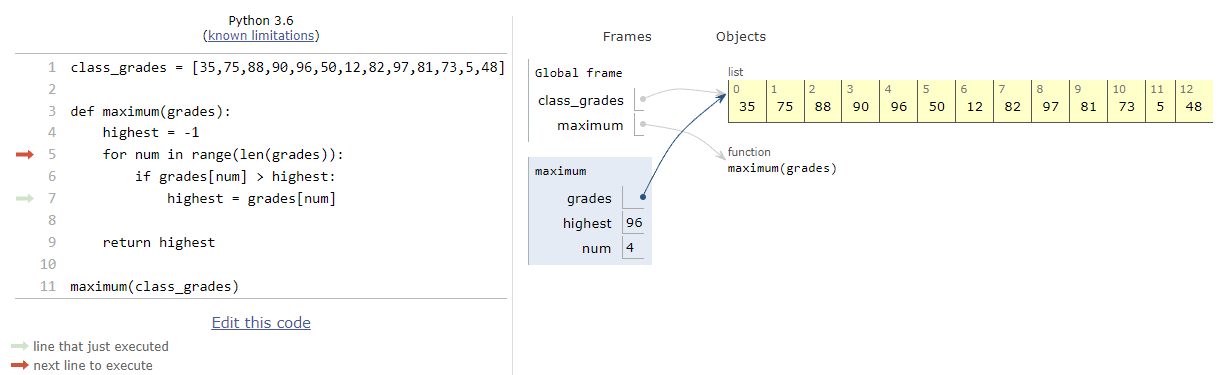 Python 3.6
(known limitations)
1 class_grades = [35,75,88,90,96,50,12,82,97,81,73,5,48]
2
3 def maximum(grades):
4     highest = -1
5     for num in range(len(grades)):
6         if grades[num] > highest:
7             highest = grades[num]
8
9     return highest
10
11 maximum(class_grades)
Edit this code
line that just executed
next line to execute
Frames Objects
Global frame
class_grades
maximum
list
0 1 2 3 4 5 6 7 8 9 10 11 12
35 75 88 90 96 50 12 82 97 81 73 5 48
function
maximum(grades)
maximum
grades
highest 96
num 4